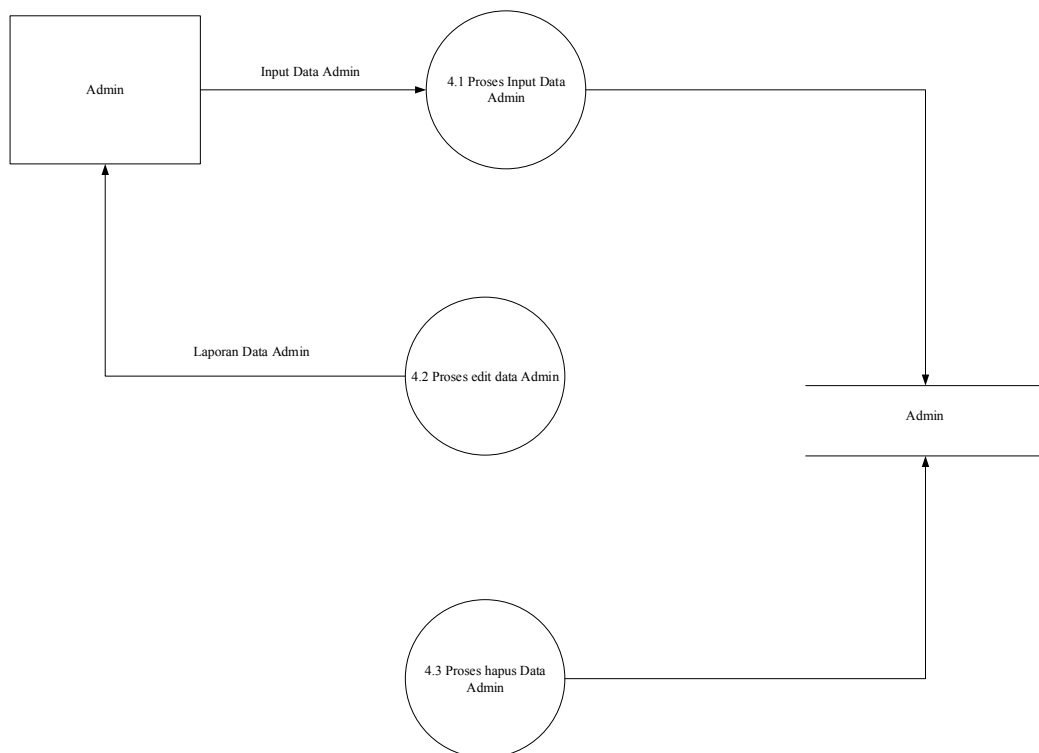 Admin
Input Data Admin
4.1 Proses Input Data
Admin
Laporan Data Admin
4.2 Proses edit data Admin
Admin
4.3 Proses hapus Data
Admin